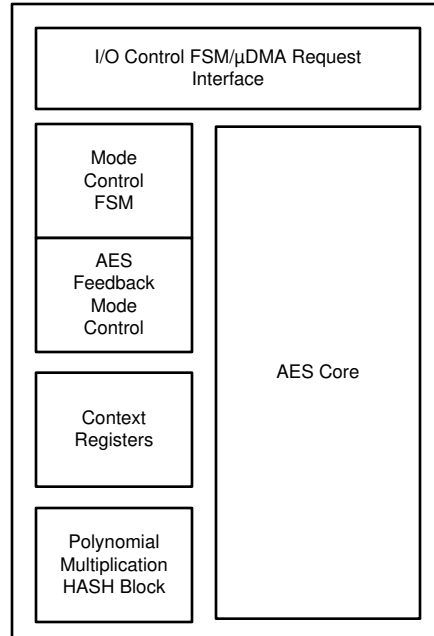 I/O Control FSM/µDMA Request
Interface
Mode
Control
FSM
AES
Feedback
Mode
Control
AES Core
Context
Registers
Polynomial
Multiplication
HASH Block